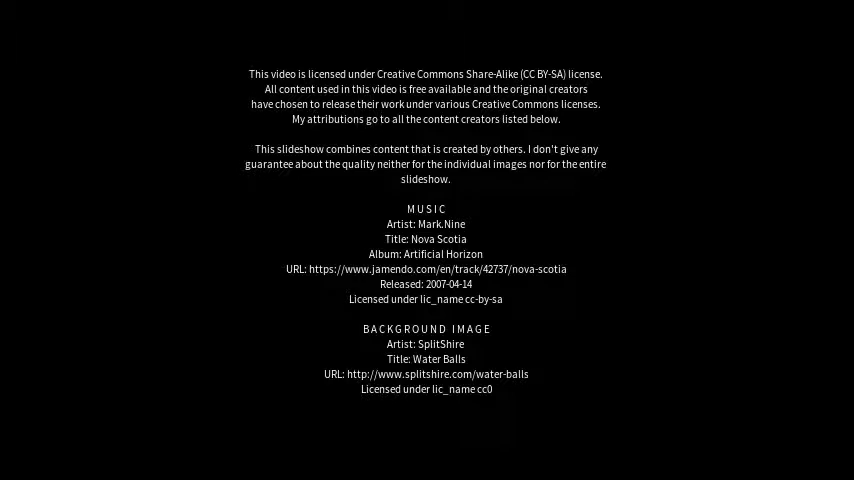 This video is licensed under Creative Commons Share-Alike (CC BY-SA) license.
All content used in this video is free available and the original creators
have chosen to release their work under various Creative Commons licenses.
My attributions go to all the content creators listed below.
This slideshow combines content that is created by others. I don't give any
guarantee about the quality neither for the individual images nor for the entire
slideshow.
MUSIC
Artist: Mark.Nine
Title: Nova Scotia
Album: Artificial Horizon
URL: https://www.jamendo.com/en/track/42737/nova-scotia
Released: 2007-04-14
Licensed under lic_name cc-by-sa
BACKGROUND IMAGE
Artist: SplitShire
Title: Water Balls
URL: http://www.splitshire.com/water-balls
Licensed under lic_name cc0